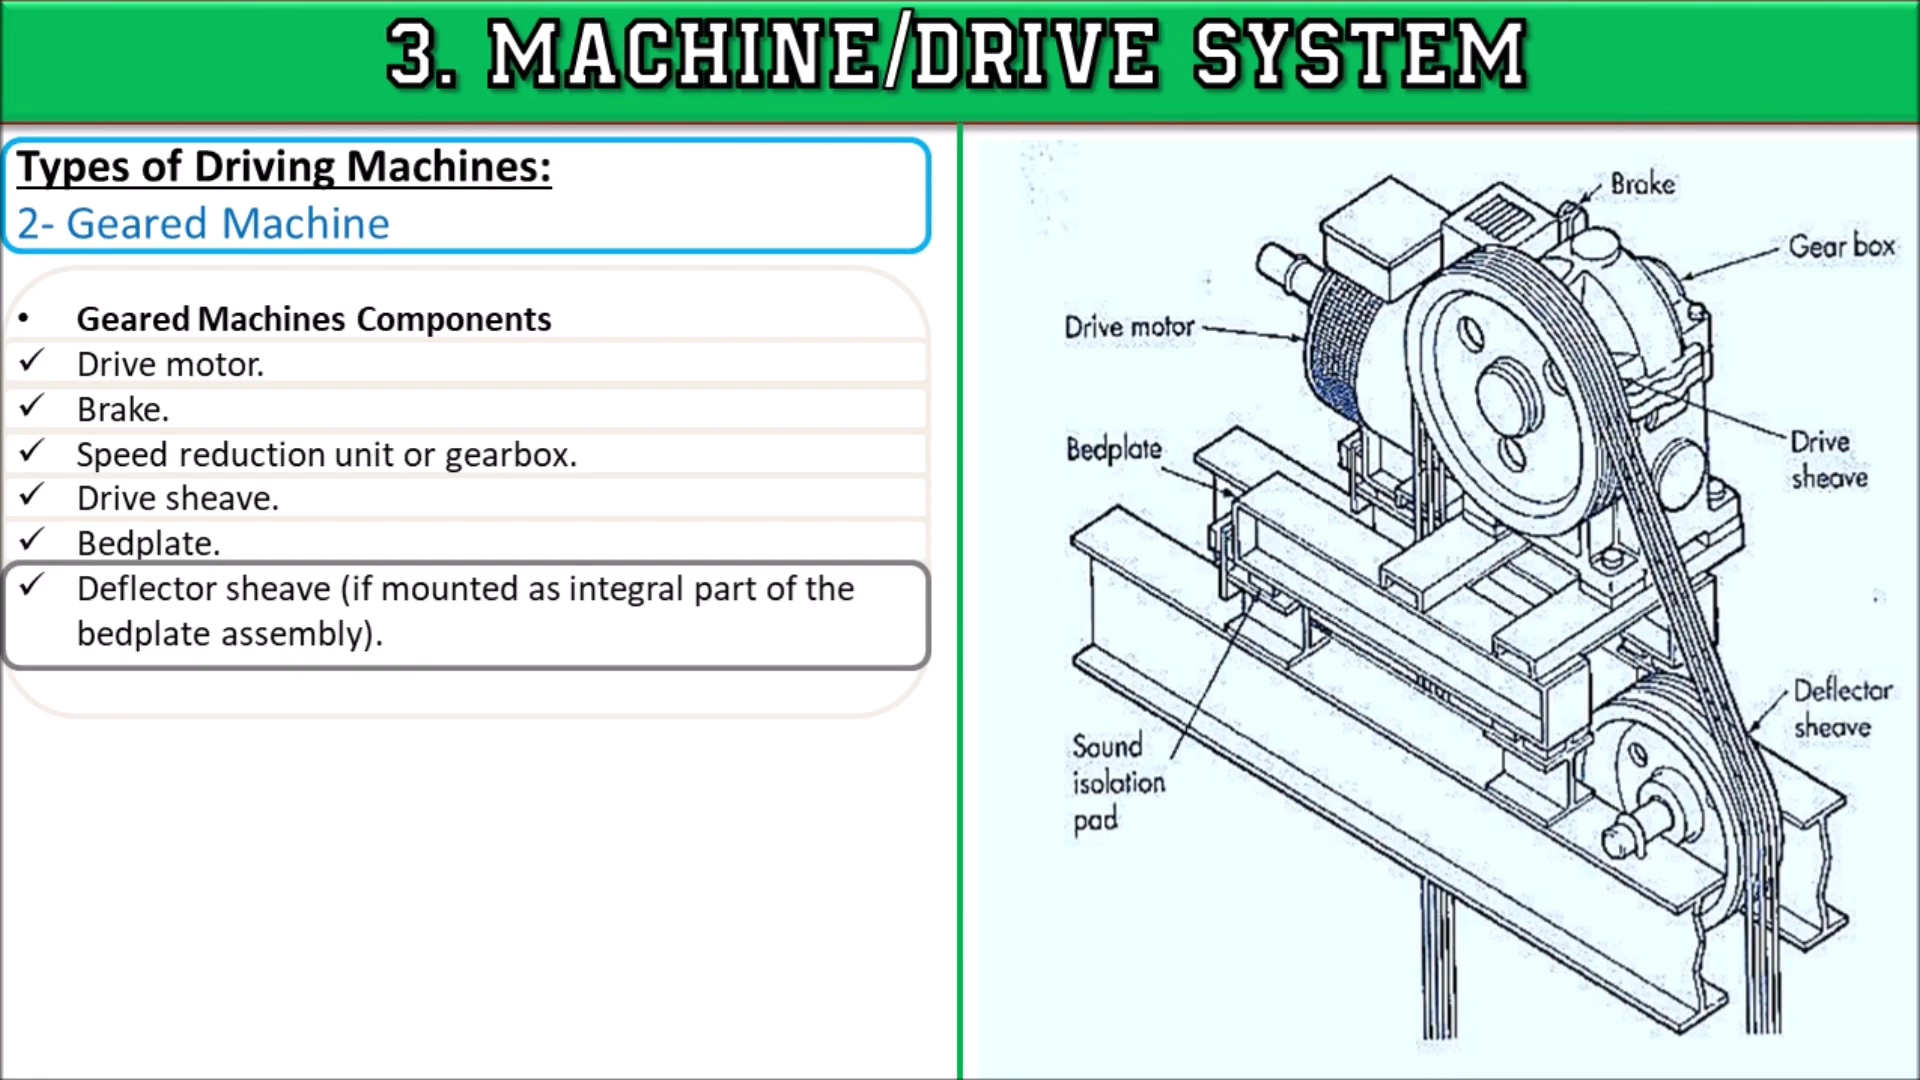 3. MACHINE/DRIVE SYSTEM
Types of Driving Machines:
2- Geared Machine
• Geared Machines Components
✓ Drive motor.
✓ Brake.
✓ Speed reduction unit or gearbox.
✓ Drive sheave.
✓ Bedplate.
✓ Deflector sheave (if mounted as integral part of the
bedplate assembly).
Brake
Gear box
Drive motor
Drive
sheave
Bedplate
Deflector
sheave
Sound
isolation
pad